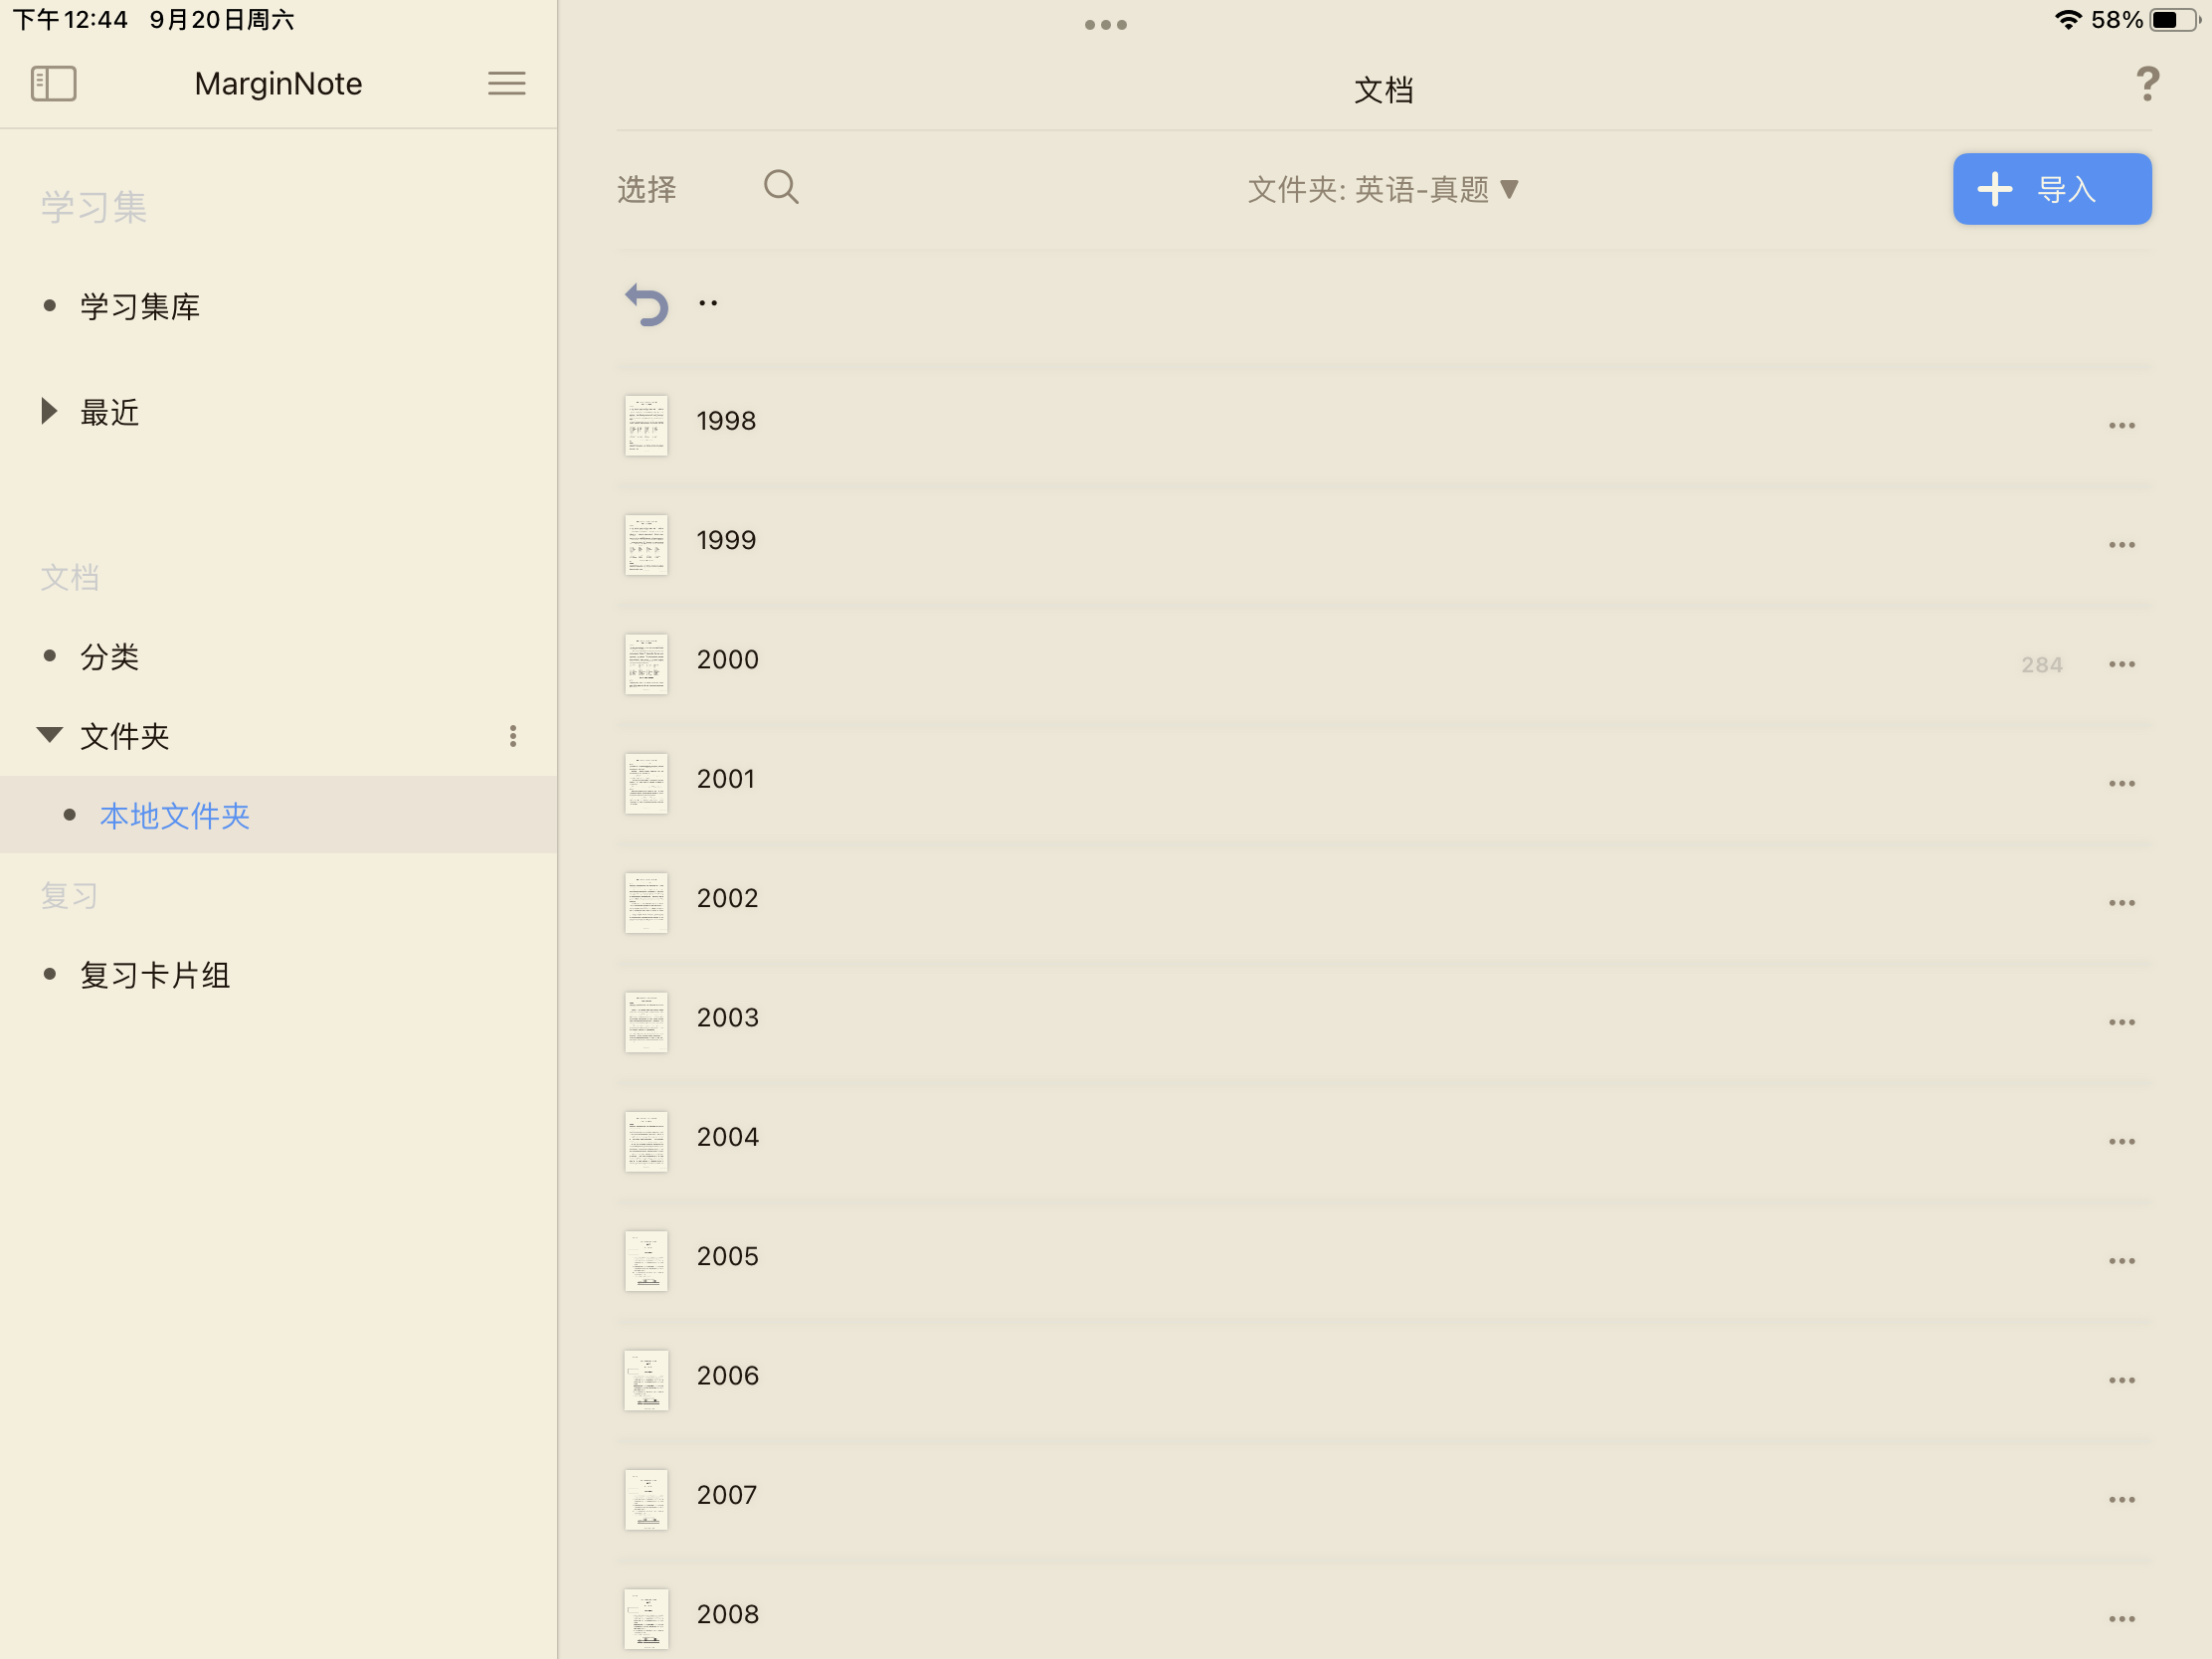 下午12:44 9月20日周六
58%
MarginNote
文档
?
学习集
学习集库
最近
文档
分类
文件夹
本地文件夹
复习
复习卡片组
选择
文件夹: 英语-真题
导入
..
1998
1999
2000
284
2001
2002
2003
2004
2005
2006
2007
2008